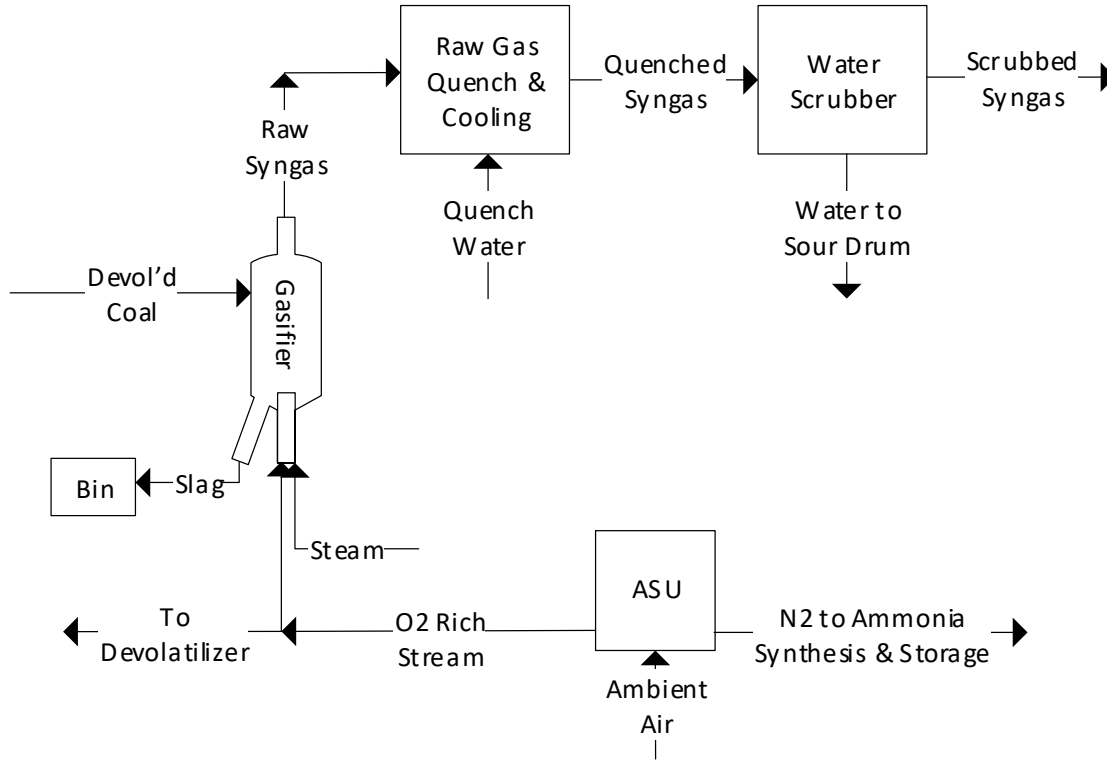 Raw Gas
Quench &
Cooling
Quenched
Syngas
Water
Scrubber
Scrubbed
Syngas
Raw
Syngas
Quench
Water
Water to
Sour Drum
Devol’d
Coal
Gasifier
Bin
Slag
Steam
ASU
To
Devolatilizer
O2 Rich
Stream
N2 to Ammonia
Synthesis & Storage
Ambient
Air